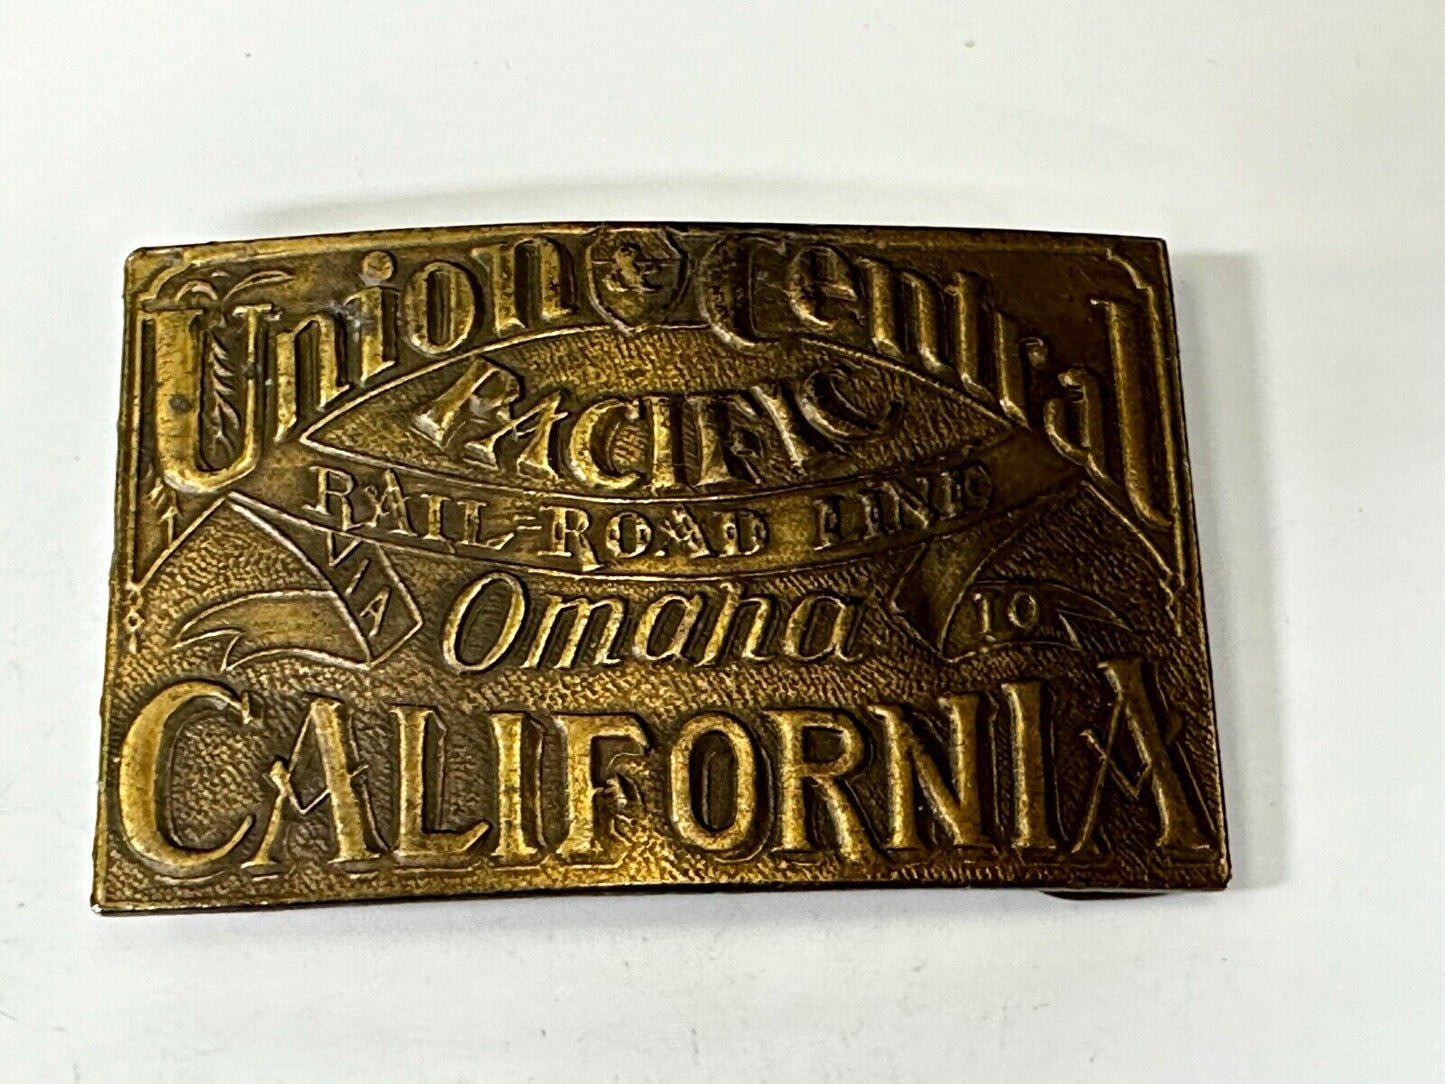 Union & Central
PACIFIC
RAIL-ROAD LINE
VIA Omaha TO
CALIFORNIA